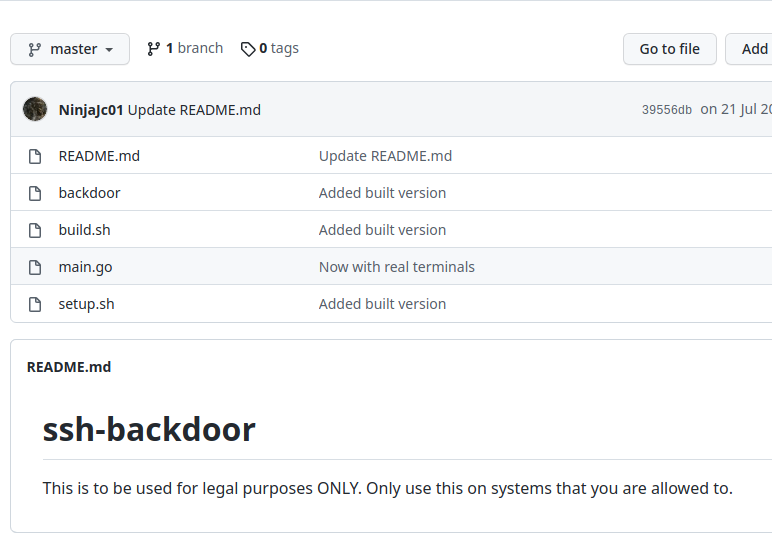 master 1 branch 0 tags Go to file Add
NinjaJc01 Update README.md 39556db on 21 Jul 20
README.md Update README.md
backdoor Added built version
build.sh Added built version
main.go Now with real terminals
setup.sh Added built version
README.md
ssh-backdoor
This is to be used for legal purposes ONLY. Only use this on systems that you are allowed to.